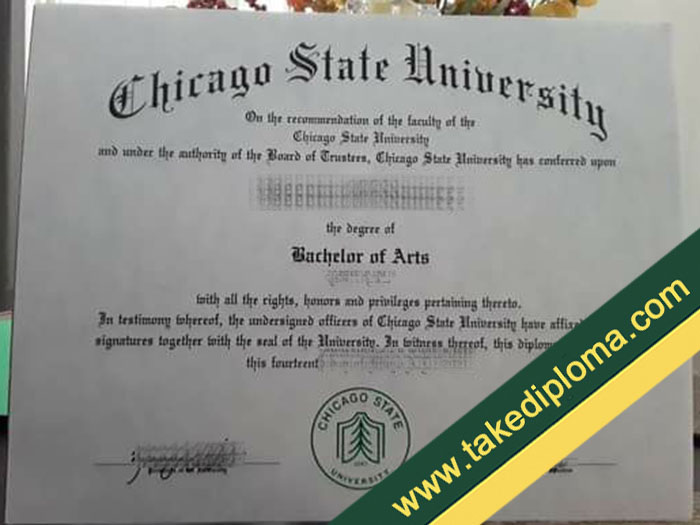 Chicago State University
On the recommendation of the faculty of the
Chicago State University
and under the authority of the Board of Trustees, Chicago State University has conferred upon
the degree of
Bachelor of Arts
with all the rights, honors and privileges pertaining thereto.
In testimony whereof, the undersigned officers of Chicago State University have affix
signatures together with the seal of the University. In witness thereof, this diplom
this fourteent
CHICAGO STATE
UNIVERSITY
www.takediploma.com